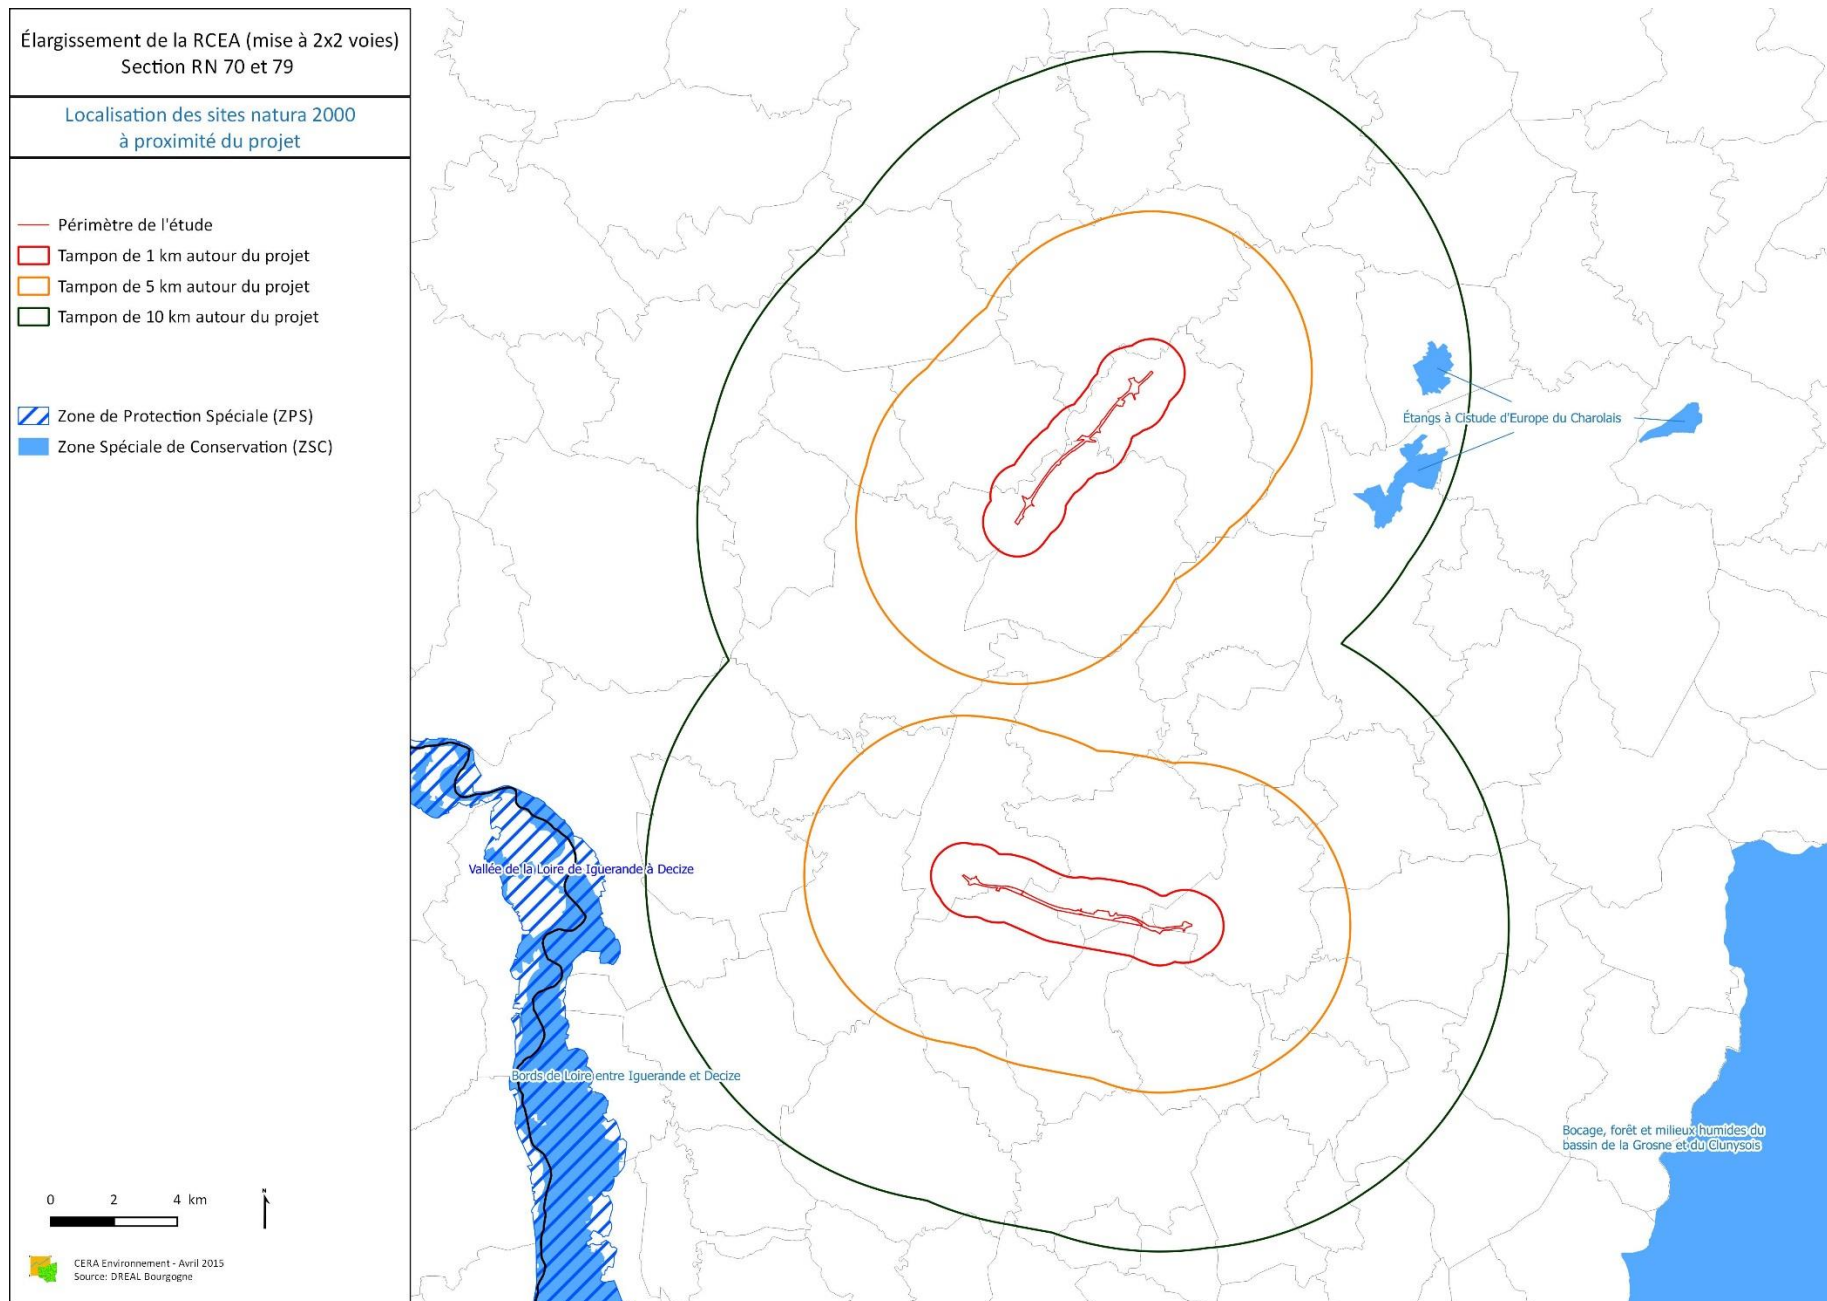 Élargissement de la RCEA (mise à 2x2 voies)
Section RN 70 et 79
Localisation des sites natura 2000
à proximité du projet
Périmètre de l'étude
Tampon de 1 km autour du projet
Tampon de 5 km autour du projet
Tampon de 10 km autour du projet
Zone de Protection Spéciale (ZPS)
Zone Spéciale de Conservation (ZSC)
0 2 4 km
N
CERA Environnement - Avril 2015
Source: DREAL Bourgogne
Étangs à Cistude d'Europe du Charolais
Vallée de la Loire de Iguerande à Decize
Bords de Loire entre Iguerande et Decize
Bocage, forêt et milieux humides du
bassin de la Grosne et du Clunysois